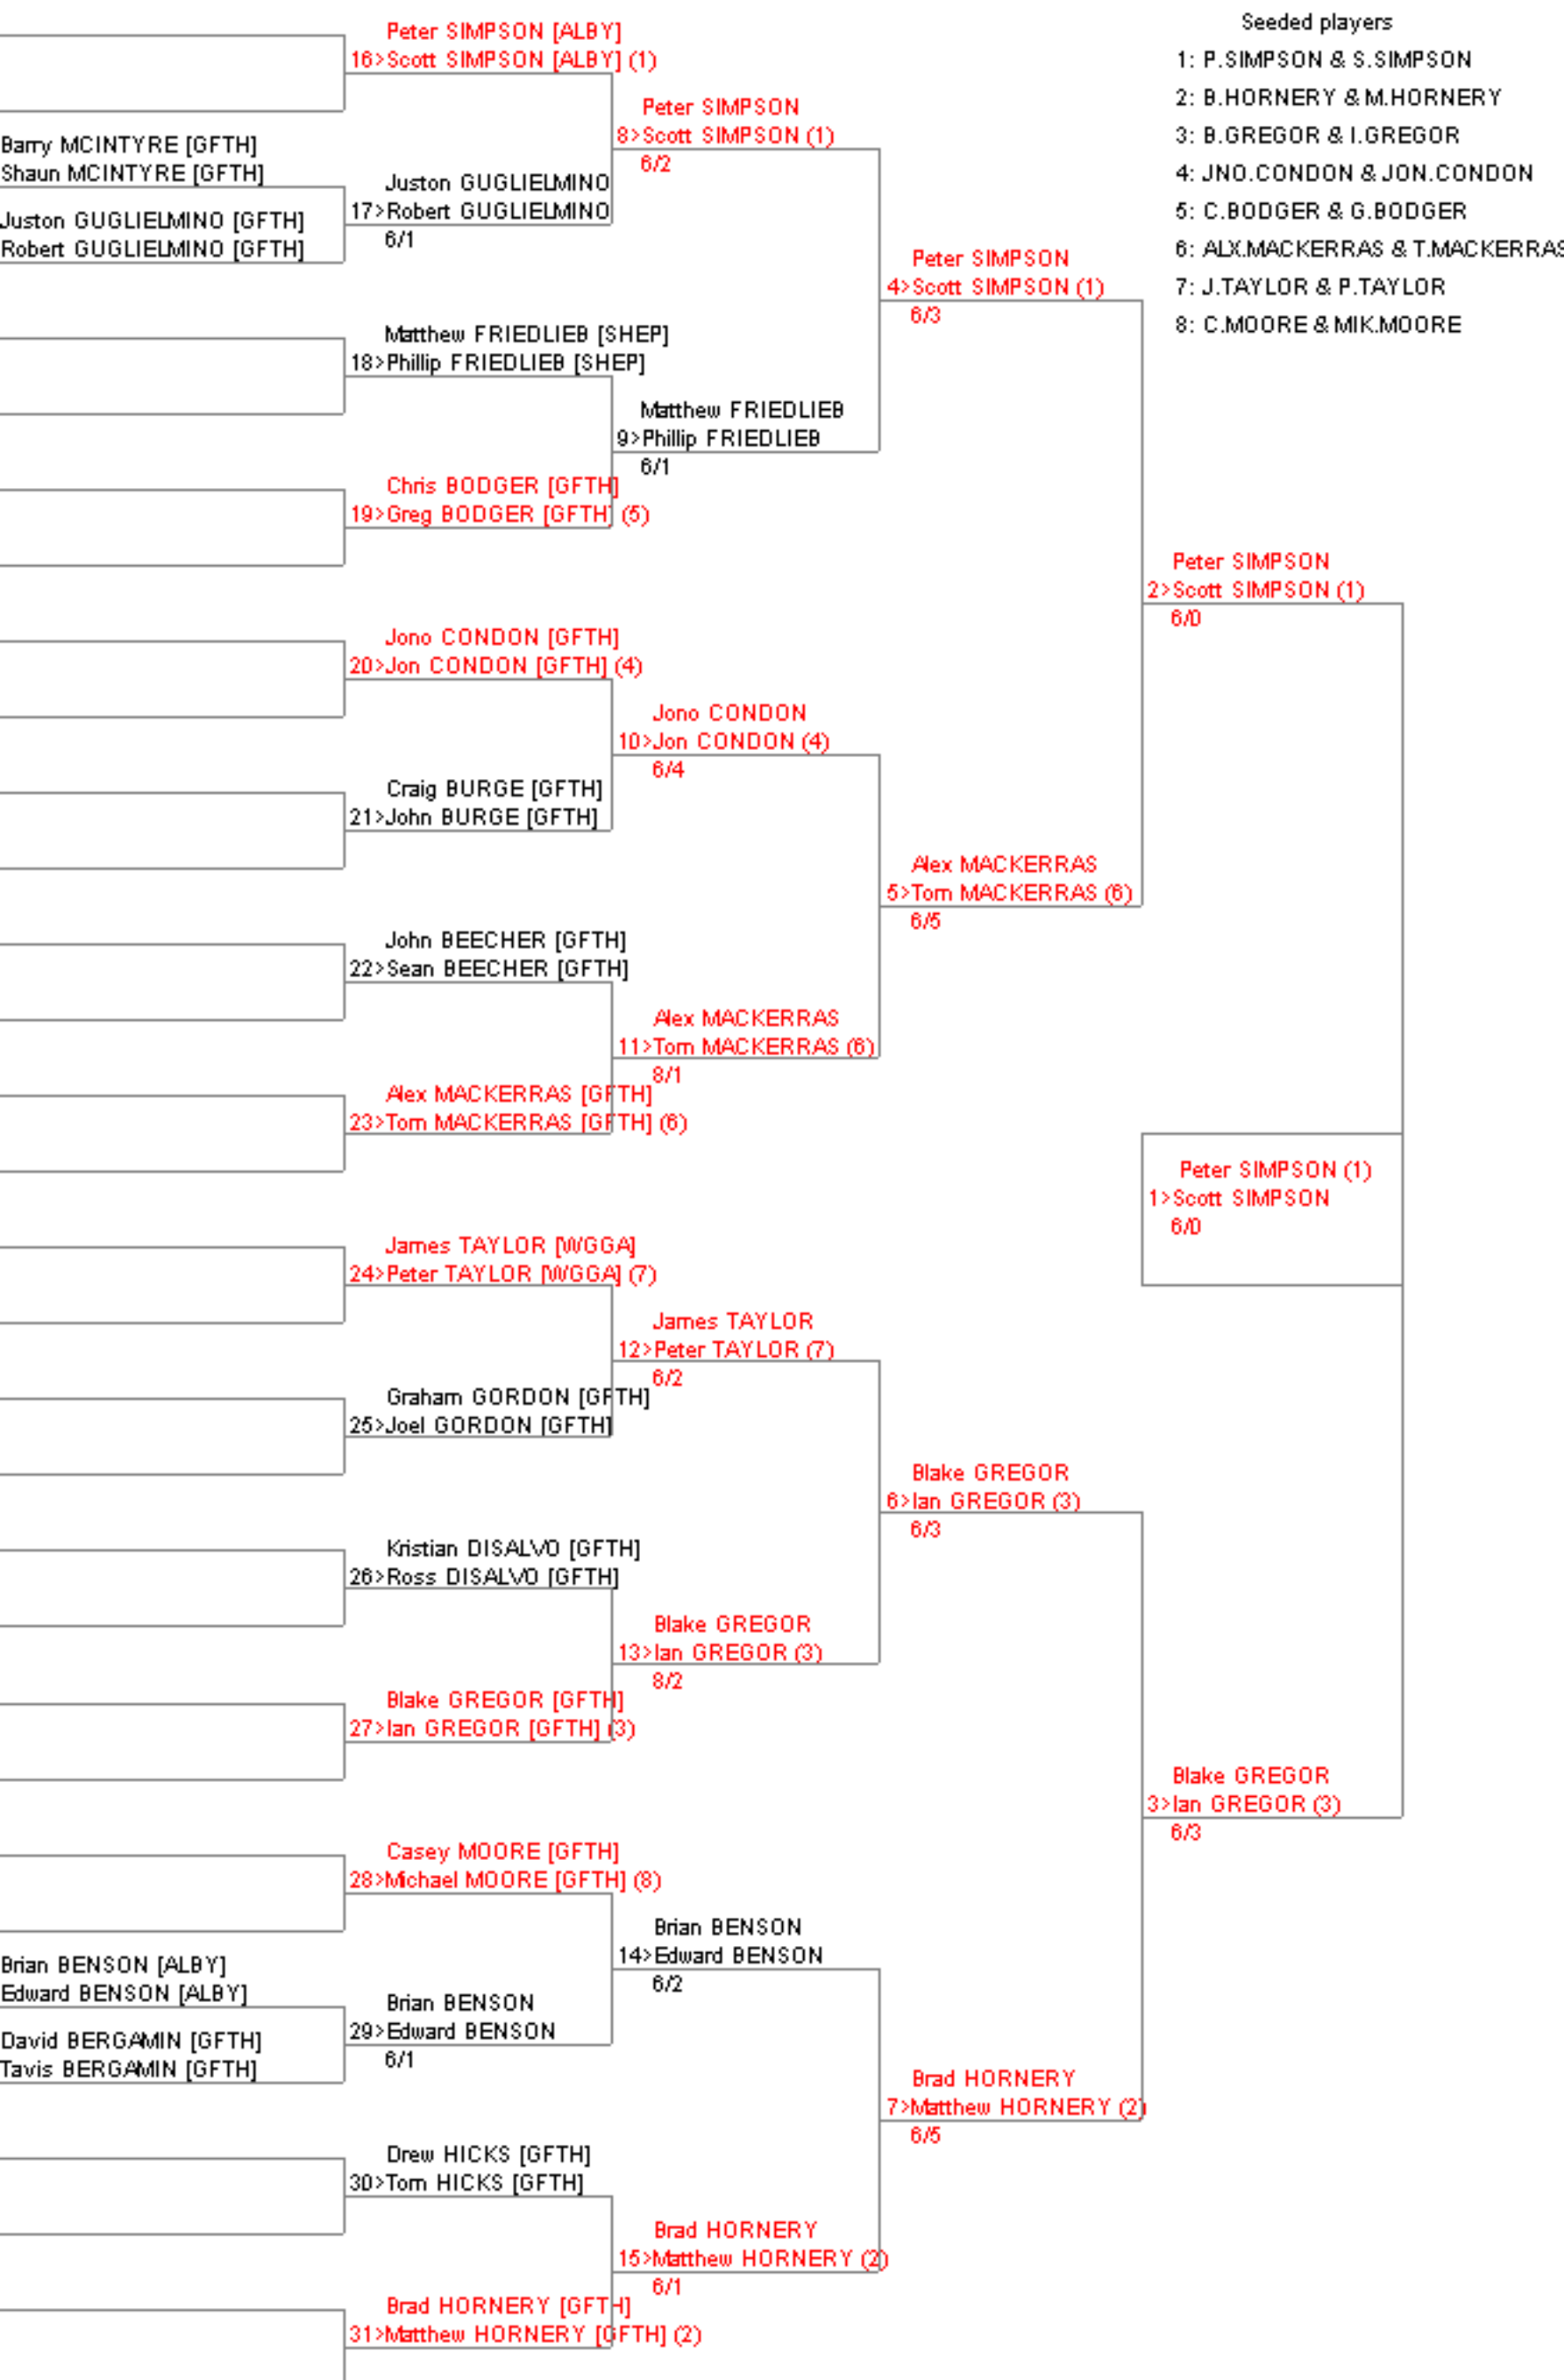 Seeded players
1: P.SIMPSON & S.SIMPSON
2: B.HORNERY & M.HORNERY
3: B.GREGOR & I.GREGOR
4: JNO.CONDON & JON.CONDON
5: C.BODGER & G.BODGER
6: ALX.MACKERRAS & T.MACKERRAS
7: J.TAYLOR & P.TAYLOR
8: C.MOORE & MIK.MOORE
Barry MCINTYRE [GFTH]
Shaun MCINTYRE [GFTH]
Juston GUGLIELMINO [GFTH]
Robert GUGLIELMINO [GFTH]
Brian BENSON [ALBY]
Edward BENSON [ALBY]
David BERGAMIN [GFTH]
Tavis BERGAMIN [GFTH]
Peter SIMPSON [ALBY]
16>Scott SIMPSON [ALBY] (1)
Juston GUGLIELMINO
17>Robert GUGLIELMINO
6/1
Matthew FRIEDLIEB [SHEP]
18>Phillip FRIEDLIEB [SHEP]
Chris BODGER [GFTH]
19>Greg BODGER [GFTH] (5)
Jono CONDON [GFTH]
20>Jon CONDON [GFTH] (4)
Craig BURGE [GFTH]
21>John BURGE [GFTH]
John BEECHER [GFTH]
22>Sean BEECHER [GFTH]
Alex MACKERRAS [GFTH]
23>Tom MACKERRAS [GFTH] (6)
James TAYLOR [WGGA]
24>Peter TAYLOR [WGGA] (7)
Graham GORDON [GFTH]
25>Joel GORDON [GFTH]
Kristian DISALVO [GFTH]
26>Ross DISALVO [GFTH]
Blake GREGOR [GFTH]
27>Ian GREGOR [GFTH] (3)
Casey MOORE [GFTH]
28>Michael MOORE [GFTH] (8)
Brian BENSON
29>Edward BENSON
6/1
Drew HICKS [GFTH]
30>Tom HICKS [GFTH]
Brad HORNERY [GFTH]
31>Matthew HORNERY [GFTH] (2)
Peter SIMPSON
8>Scott SIMPSON (1)
6/2
Matthew FRIEDLIEB
9>Phillip FRIEDLIEB
6/1
Jono CONDON
10>Jon CONDON (4)
6/4
Alex MACKERRAS
11>Tom MACKERRAS (6)
8/1
James TAYLOR
12>Peter TAYLOR (7)
6/2
Blake GREGOR
13>Ian GREGOR (3)
8/2
Brian BENSON
14>Edward BENSON
6/2
Brad HORNERY
15>Matthew HORNERY (2)
6/1
Peter SIMPSON
4>Scott SIMPSON (1)
6/3
Alex MACKERRAS
5>Tom MACKERRAS (6)
6/5
Blake GREGOR
6>Ian GREGOR (3)
6/3
Brad HORNERY
7>Matthew HORNERY (2)
6/5
Peter SIMPSON
2>Scott SIMPSON (1)
6/0
Peter SIMPSON (1)
1>Scott SIMPSON
6/0
Blake GREGOR
3>Ian GREGOR (3)
6/3